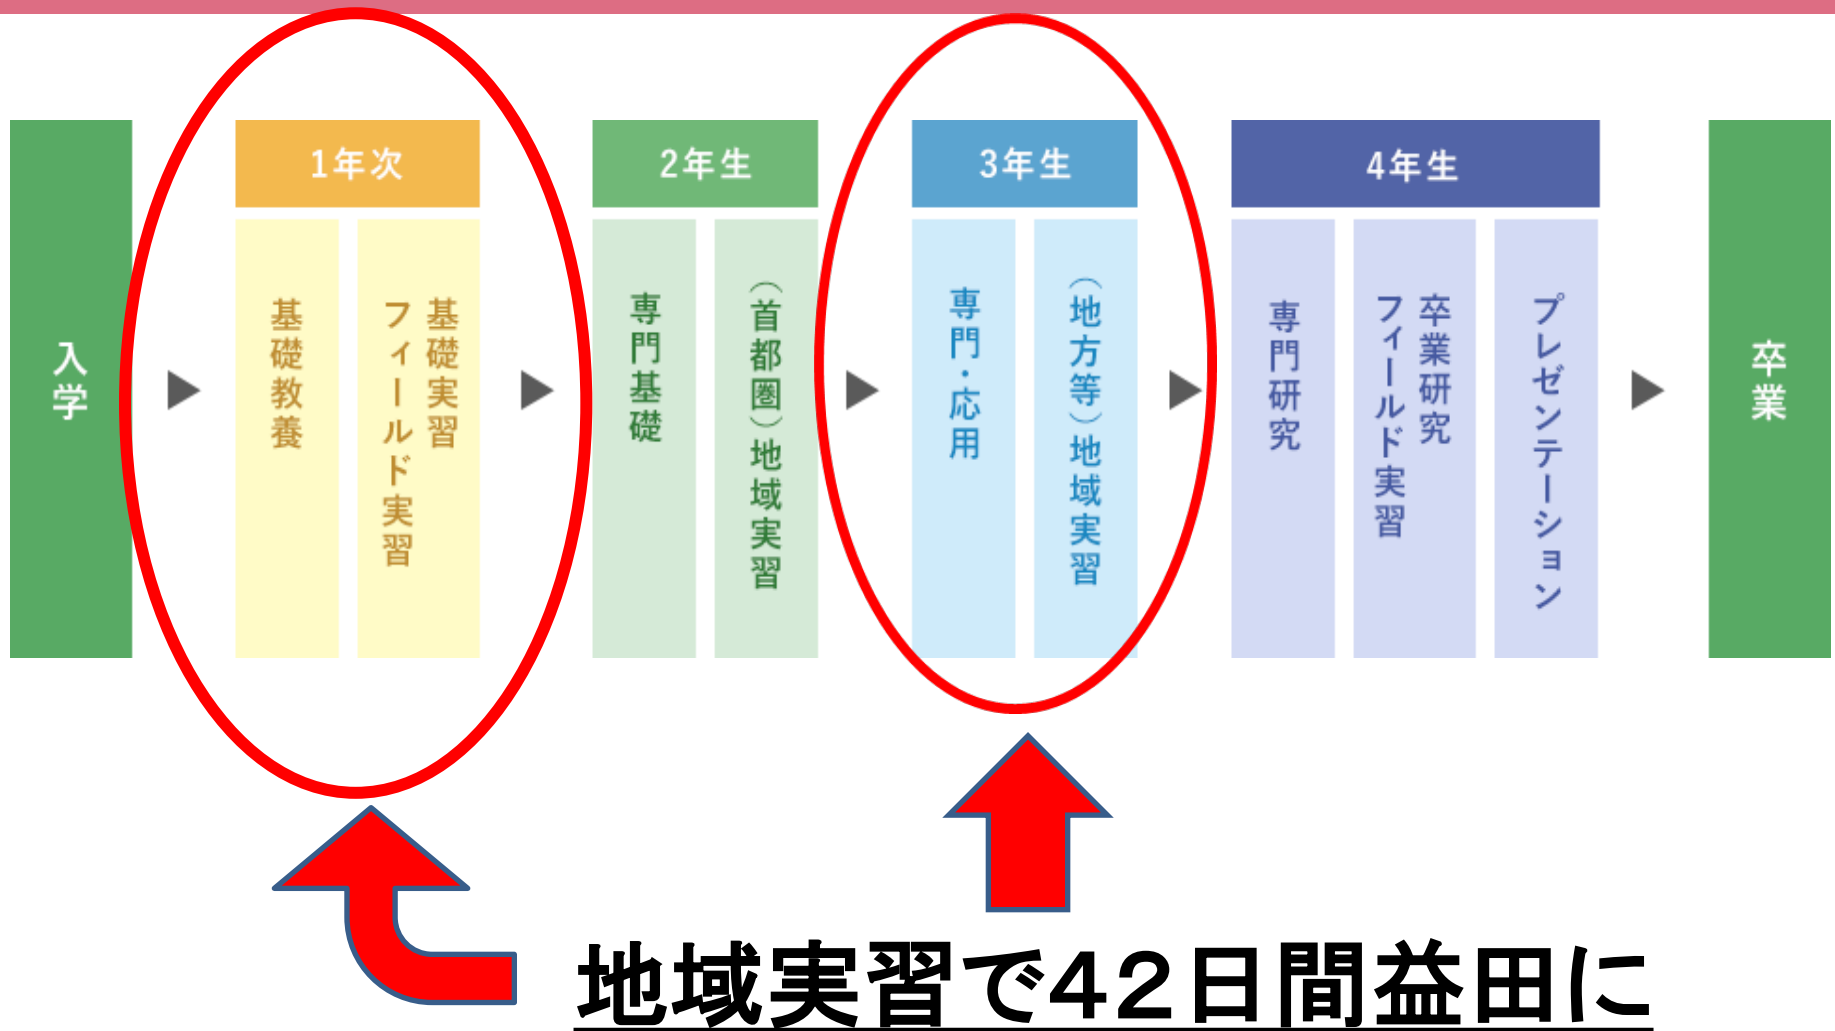 入学
1年次
基礎教養
基礎実習
フィールド実習
2年生
専門基礎
（首都圏）地域実習
3年生
専門・応用
（地方等）地域実習
4年生
専門研究
卒業研究
フィールド実習
プレゼンテーション
卒業
地域実習で42日間益田に